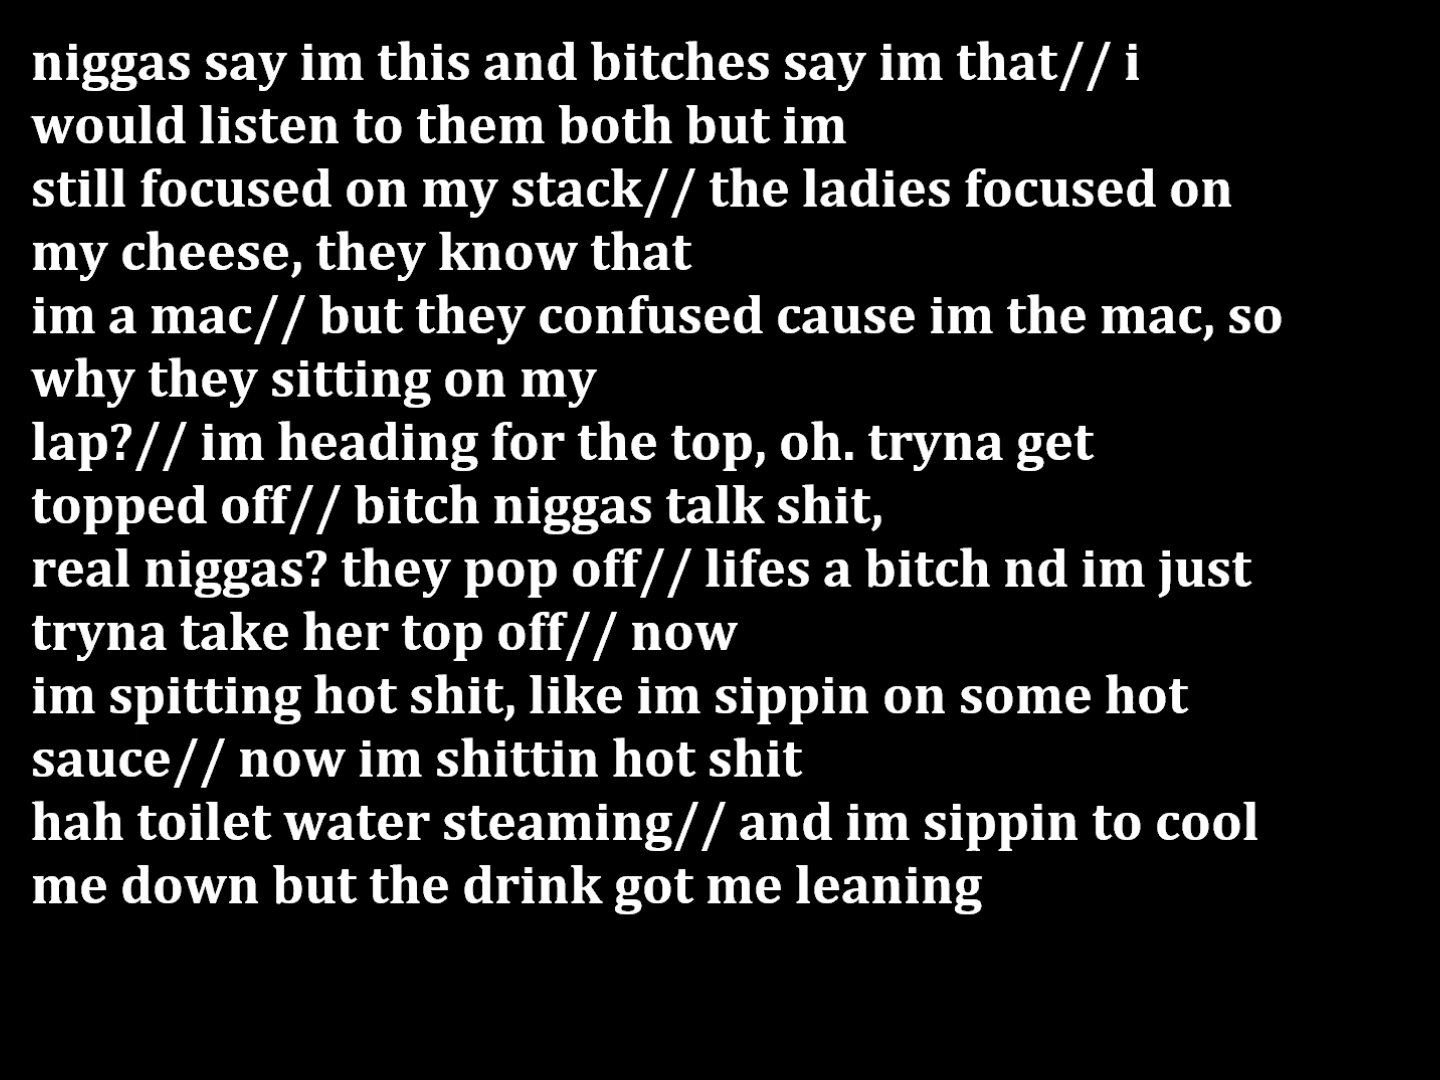 niggas say im this and bitches say im that// i
would listen to them both but im
still focused on my stack// the ladies focused on
my cheese, they know that
im a mac// but they confused cause im the mac, so
why they sitting on my
lap?// im heading for the top, oh. tryna get
topped off// bitch niggas talk shit,
real niggas? they pop off// lifes a bitch nd im just
tryna take her top off// now
im spitting hot shit, like im sippin on some hot
sauce// now im shittin hot shit
hah toilet water steaming// and im sippin to cool
me down but the drink got me leaning